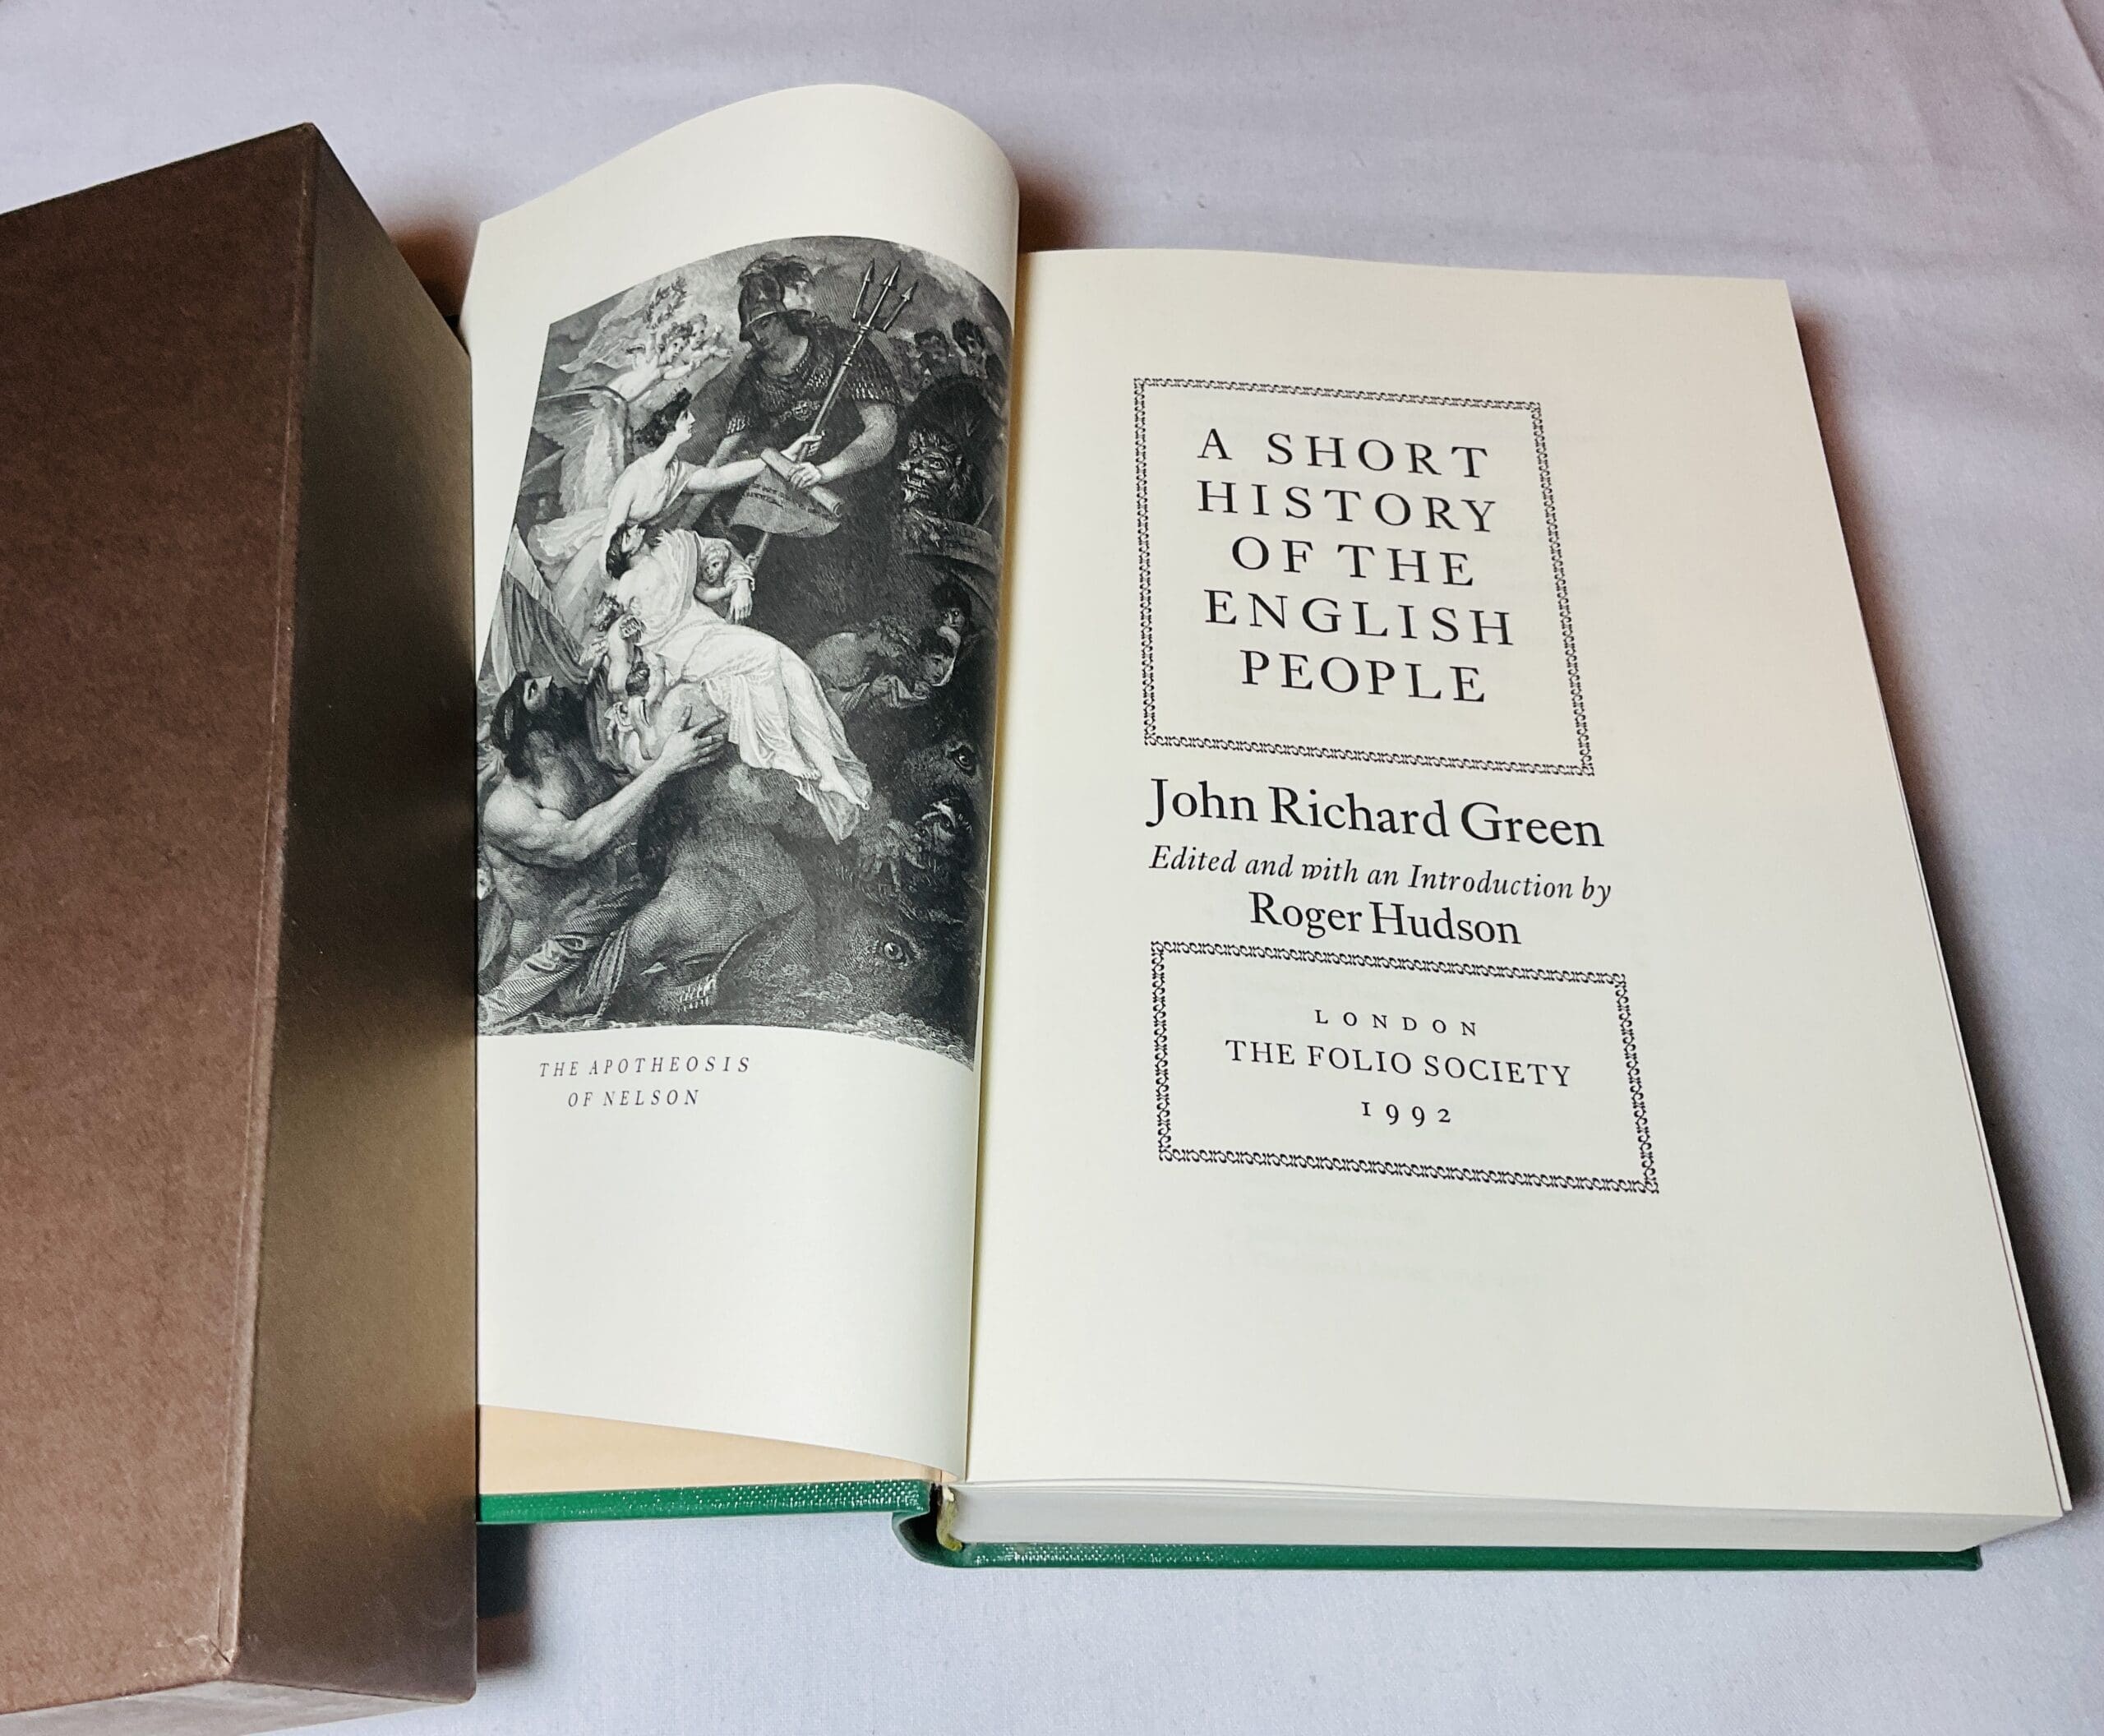 THE APOTHEOSIS
OF NELSON
A SHORT
HISTORY
OF THE
ENGLISH
PEOPLE
John Richard Green
Edited and with an Introduction by
Roger Hudson
LONDON
THE FOLIO SOCIETY
1992